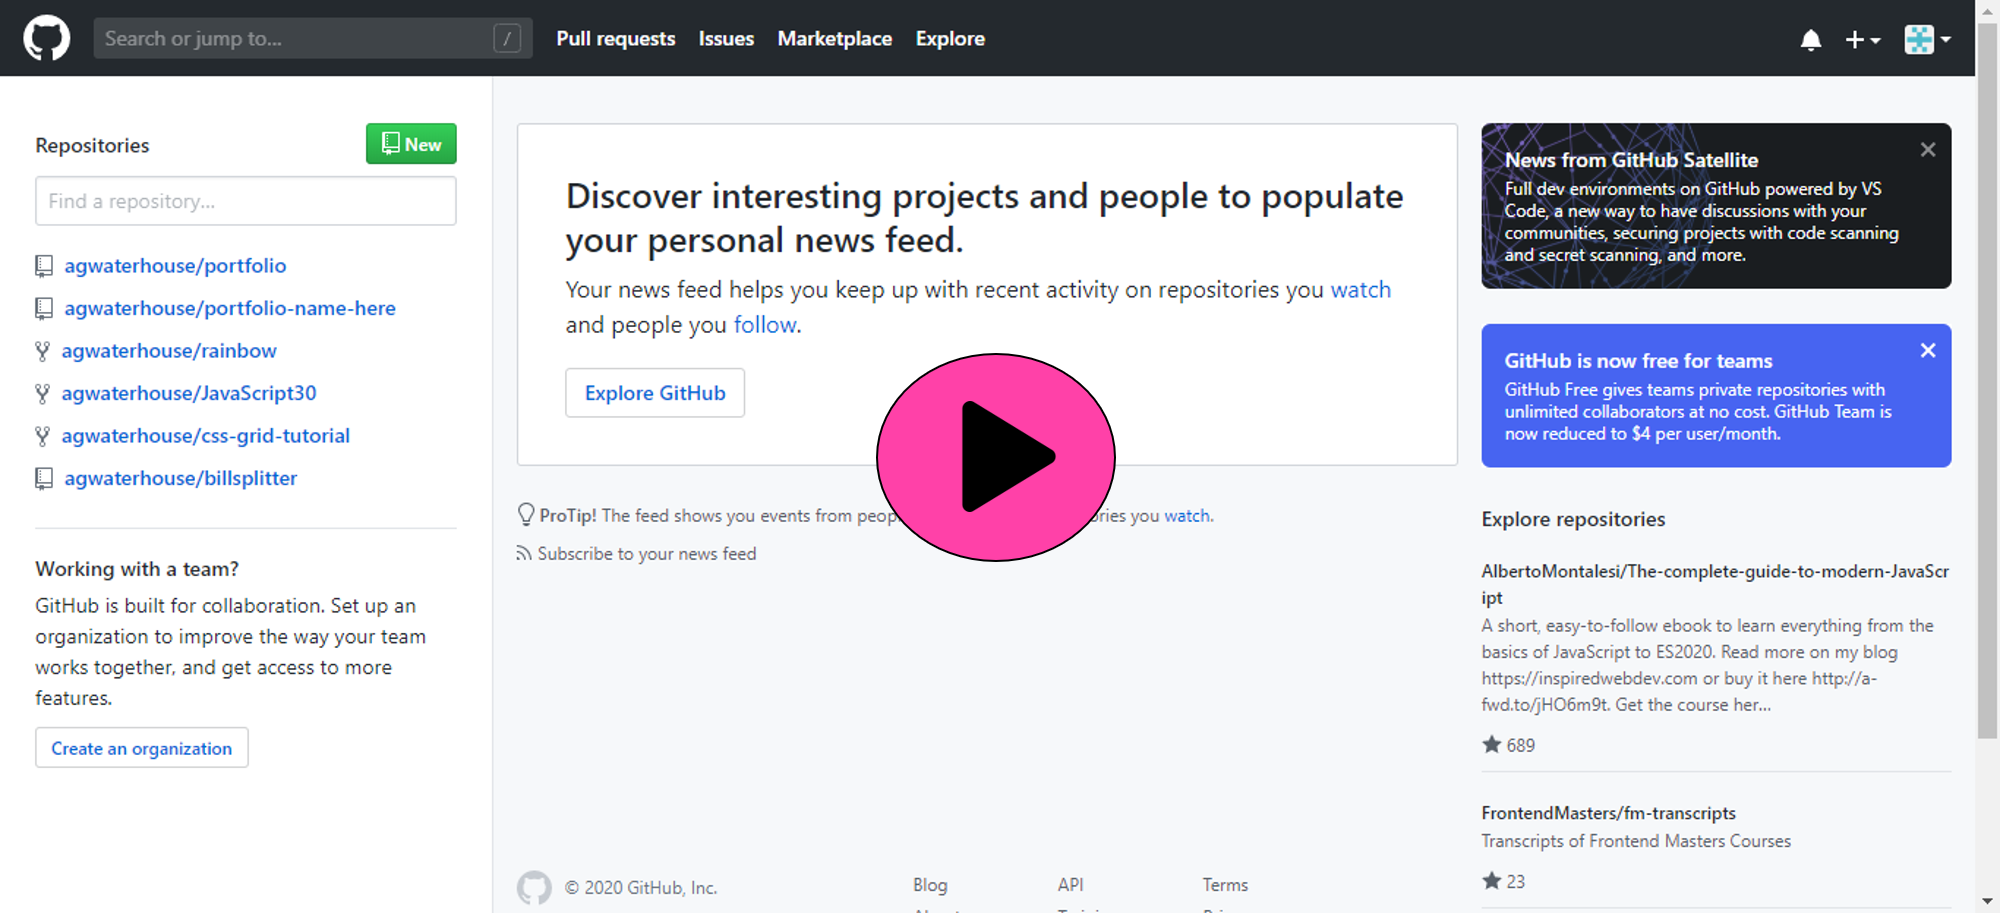 Search or jump to...
/
Pull requests
Issues
Marketplace
Explore
Repositories
New
Find a repository...
agwaterhouse/portfolio
agwaterhouse/portfolio-name-here
agwaterhouse/rainbow
agwaterhouse/JavaScript30
agwaterhouse/css-grid-tutorial
agwaterhouse/billsplitter
Working with a team?
GitHub is built for collaboration. Set up an
organization to improve the way your team
works together, and get access to more
features.
Create an organization
Discover interesting projects and people to populate
your personal news feed.
Your news feed helps you keep up with recent activity on repositories you watch
and people you follow.
Explore GitHub
ProTip! The feed shows you events from you watch.
Subscribe to your news feed
News from GitHub Satellite
Full dev environments on GitHub powered by VS
Code, a new way to have discussions with your
communities, securing projects with code scanning
and secret scanning, and more.
GitHub is now free for teams
GitHub Free gives teams private repositories with
unlimited collaborators at no cost. GitHub Team is
now reduced to $4 per user/month.
Explore repositories
AlbertoMontalesi/The-complete-guide-to-modern-JavaScr
ipt
A short, easy-to-follow ebook to learn everything from the
basics of JavaScript to ES2020. Read more on my blog
https://inspiredwebdev.com or buy it here http://a-
fwd.to/jHO6m9t. Get the course her...
689
FrontendMasters/fm-transcripts
Transcripts of Frontend Masters Courses
23
© 2020 GitHub, Inc.
Blog
API
Terms